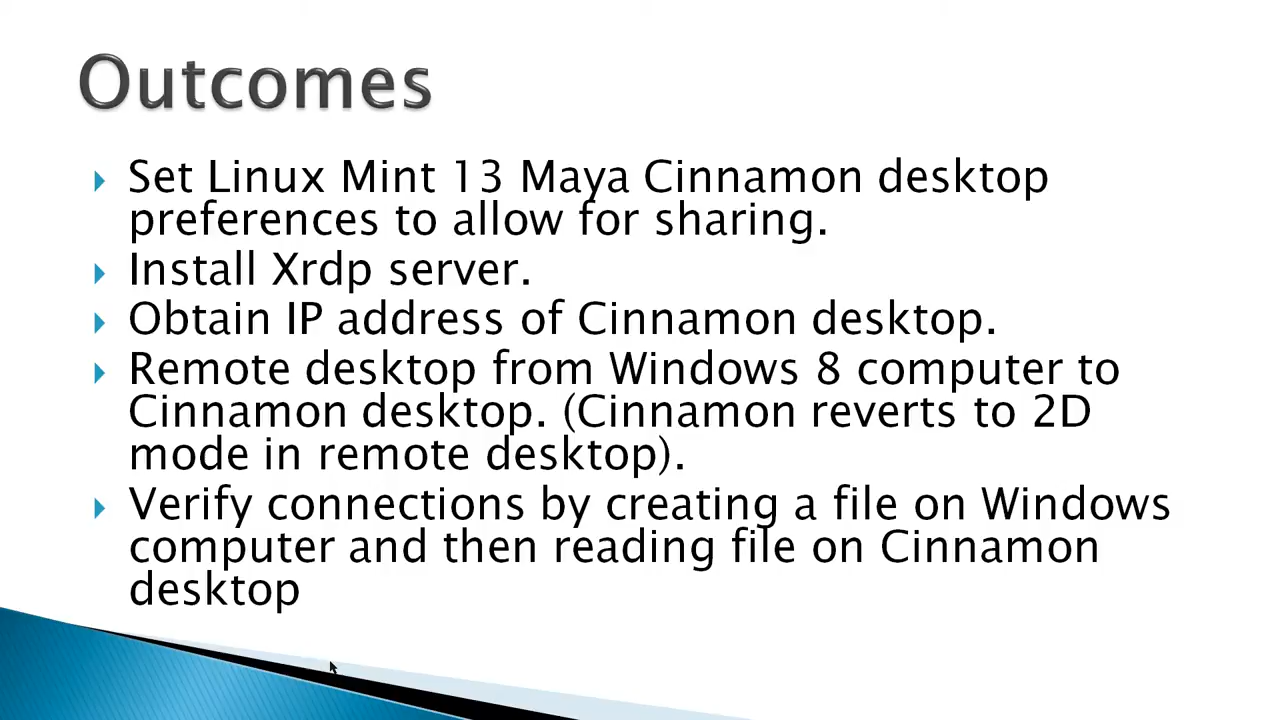 Outcomes
Set Linux Mint 13 Maya Cinnamon desktop
preferences to allow for sharing.
Install Xrdp server.
Obtain IP address of Cinnamon desktop.
Remote desktop from Windows 8 computer to
Cinnamon desktop. (Cinnamon reverts to 2D
mode in remote desktop).
Verify connections by creating a file on Windows
computer and then reading file on Cinnamon
desktop